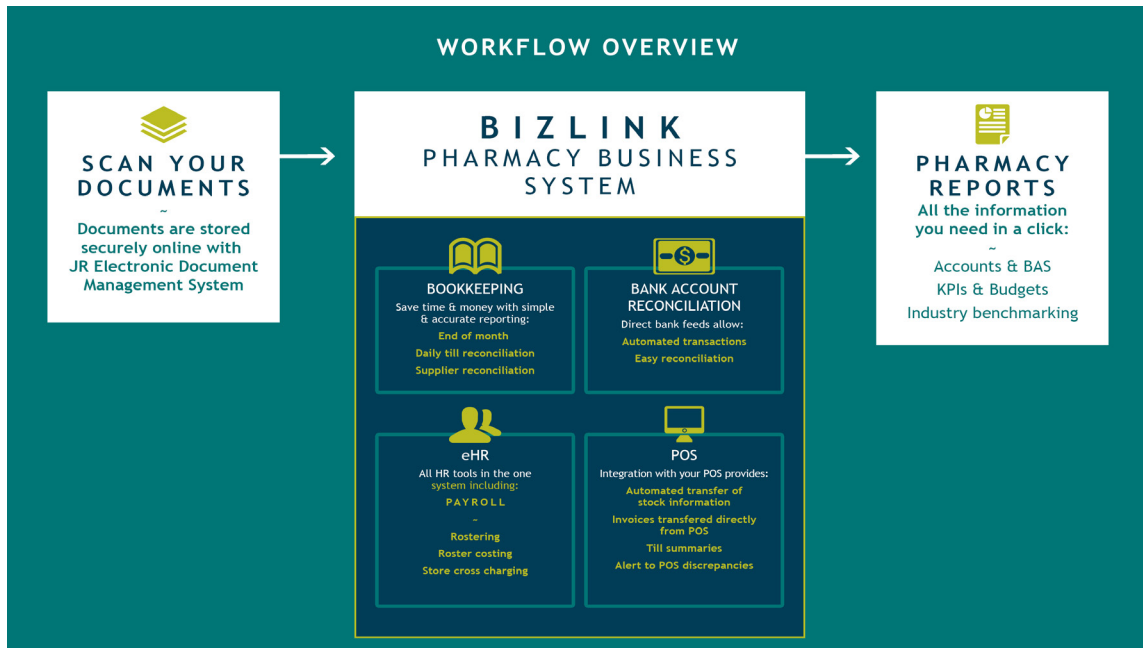 WORKFLOW OVERVIEW
SCAN YOUR
DOCUMENTS
~
Documents are stored
securely online with
JR Electronic Document
Management System
BIZLINK
PHARMACY BUSINESS
SYSTEM
BOOKKEEPING
Save time & money with simple
& accurate reporting:
End of month
Daily till reconciliation
Supplier reconciliation
BANK ACCOUNT
RECONCILIATION
Direct bank feeds allow:
Automated transactions
Easy reconciliation
eHR
All HR tools in the one
system including:
PAYROLL
~
Rostering
Roster costing
Store cross charging
POS
Integration with your POS provides:
Automated transfer of
stock information
Invoices transfered directly
from POS
Till summaries
Alert to POS discrepancies
PHARMACY
REPORTS
All the information
you need in a click:
~
Accounts & BAS
KPIs & Budgets
Industry benchmarking